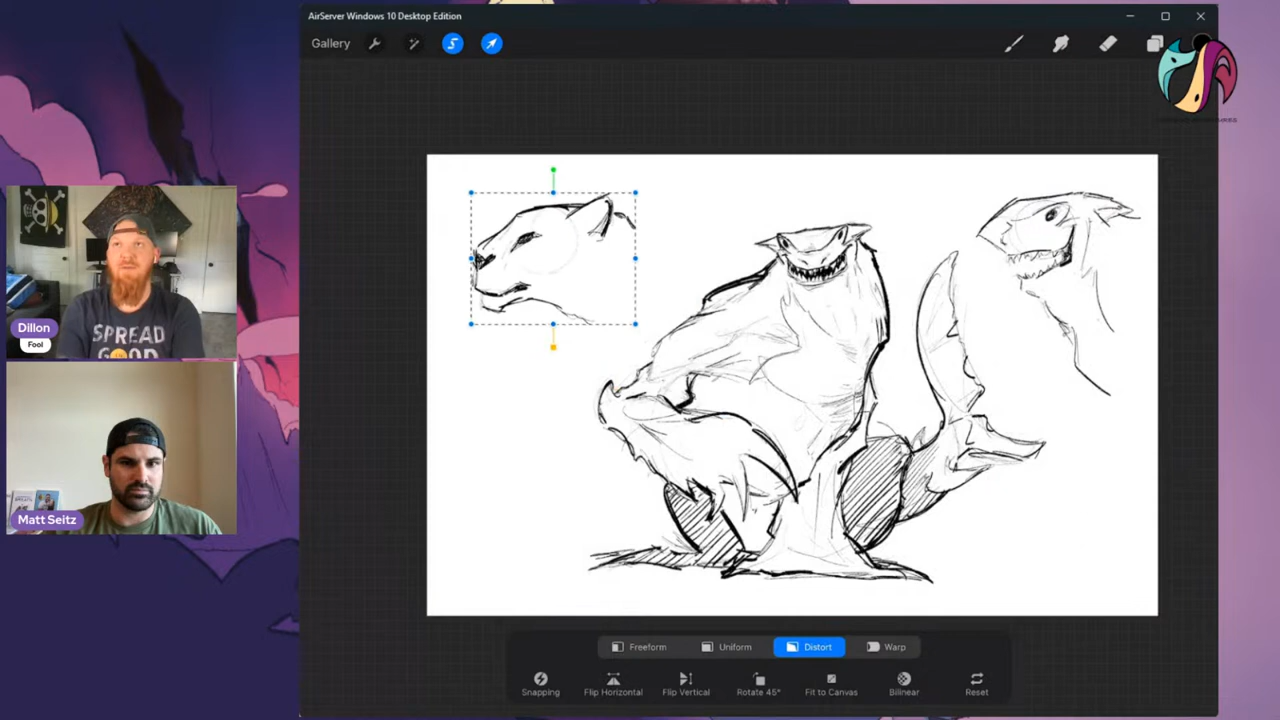 AirServer Windows 10 Desktop Edition
Gallery
Dillon
Fool
SPREAD
GOOD
Matt Seitz
Freeform
Uniform
Distort
Warp
Snapping
Flip Horizontal
Flip Vertical
Rotate 45°
Fit to Canvas
Bilinear
Reset